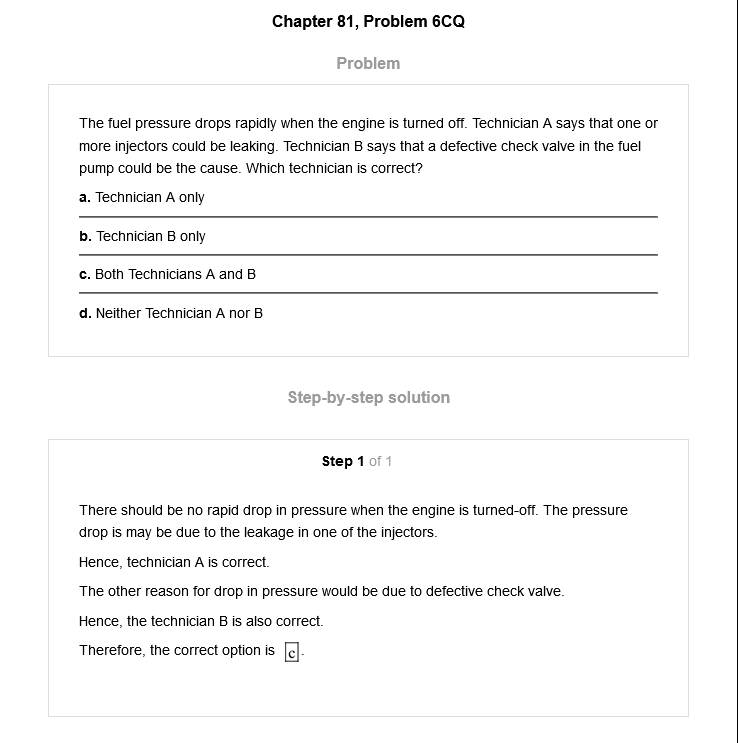 Chapter 81, Problem 6CQ
Problem
The fuel pressure drops rapidly when the engine is turned off. Technician A says that one or
more injectors could be leaking. Technician B says that a defective check valve in the fuel
pump could be the cause. Which technician is correct?
a. Technician A only
b. Technician B only
c. Both Technicians A and B
d. Neither Technician A nor B
Step-by-step solution
Step 1 of 1
There should be no rapid drop in pressure when the engine is turned-off. The pressure
drop is may be due to the leakage in one of the injectors.
Hence, technician A is correct.
The other reason for drop in pressure would be due to defective check valve.
Hence, the technician B is also correct.
Therefore, the correct option is c.